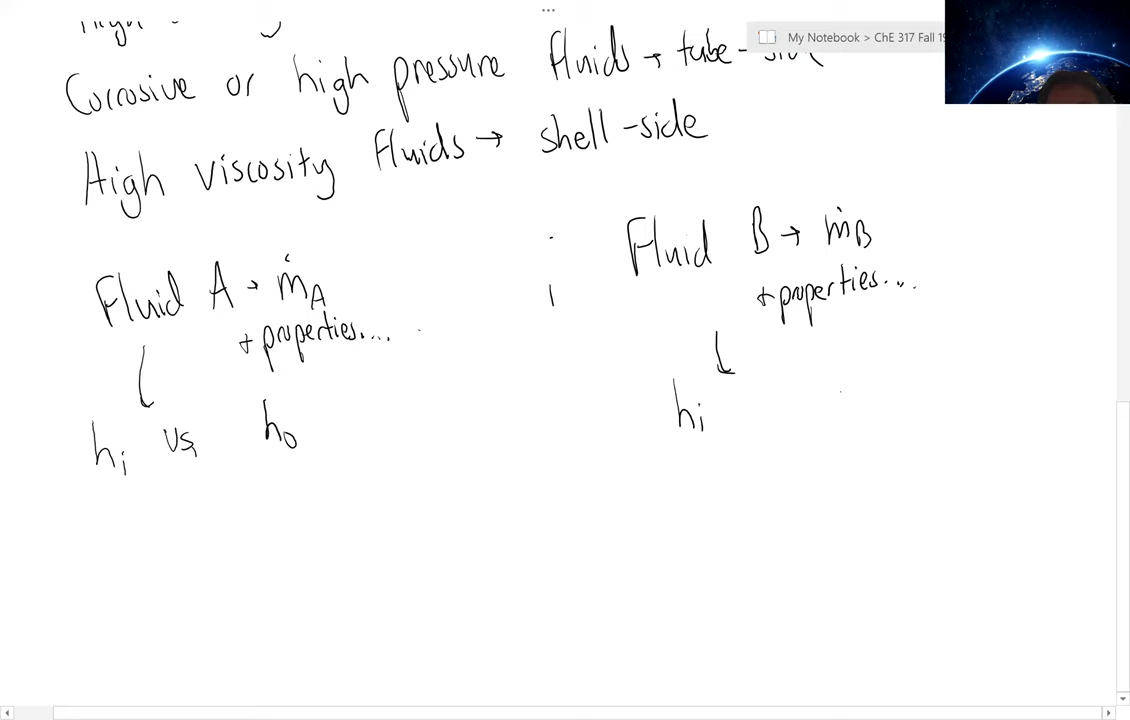 My Notebook > ChE 317 Fall 19
Corrosive or high pressure fluids → tube-
High viscosity fluids → shell-side
Fluid A → ṁA
+ properties....
Fluid B → ṁB
+ properties....
hi vs ho
hi